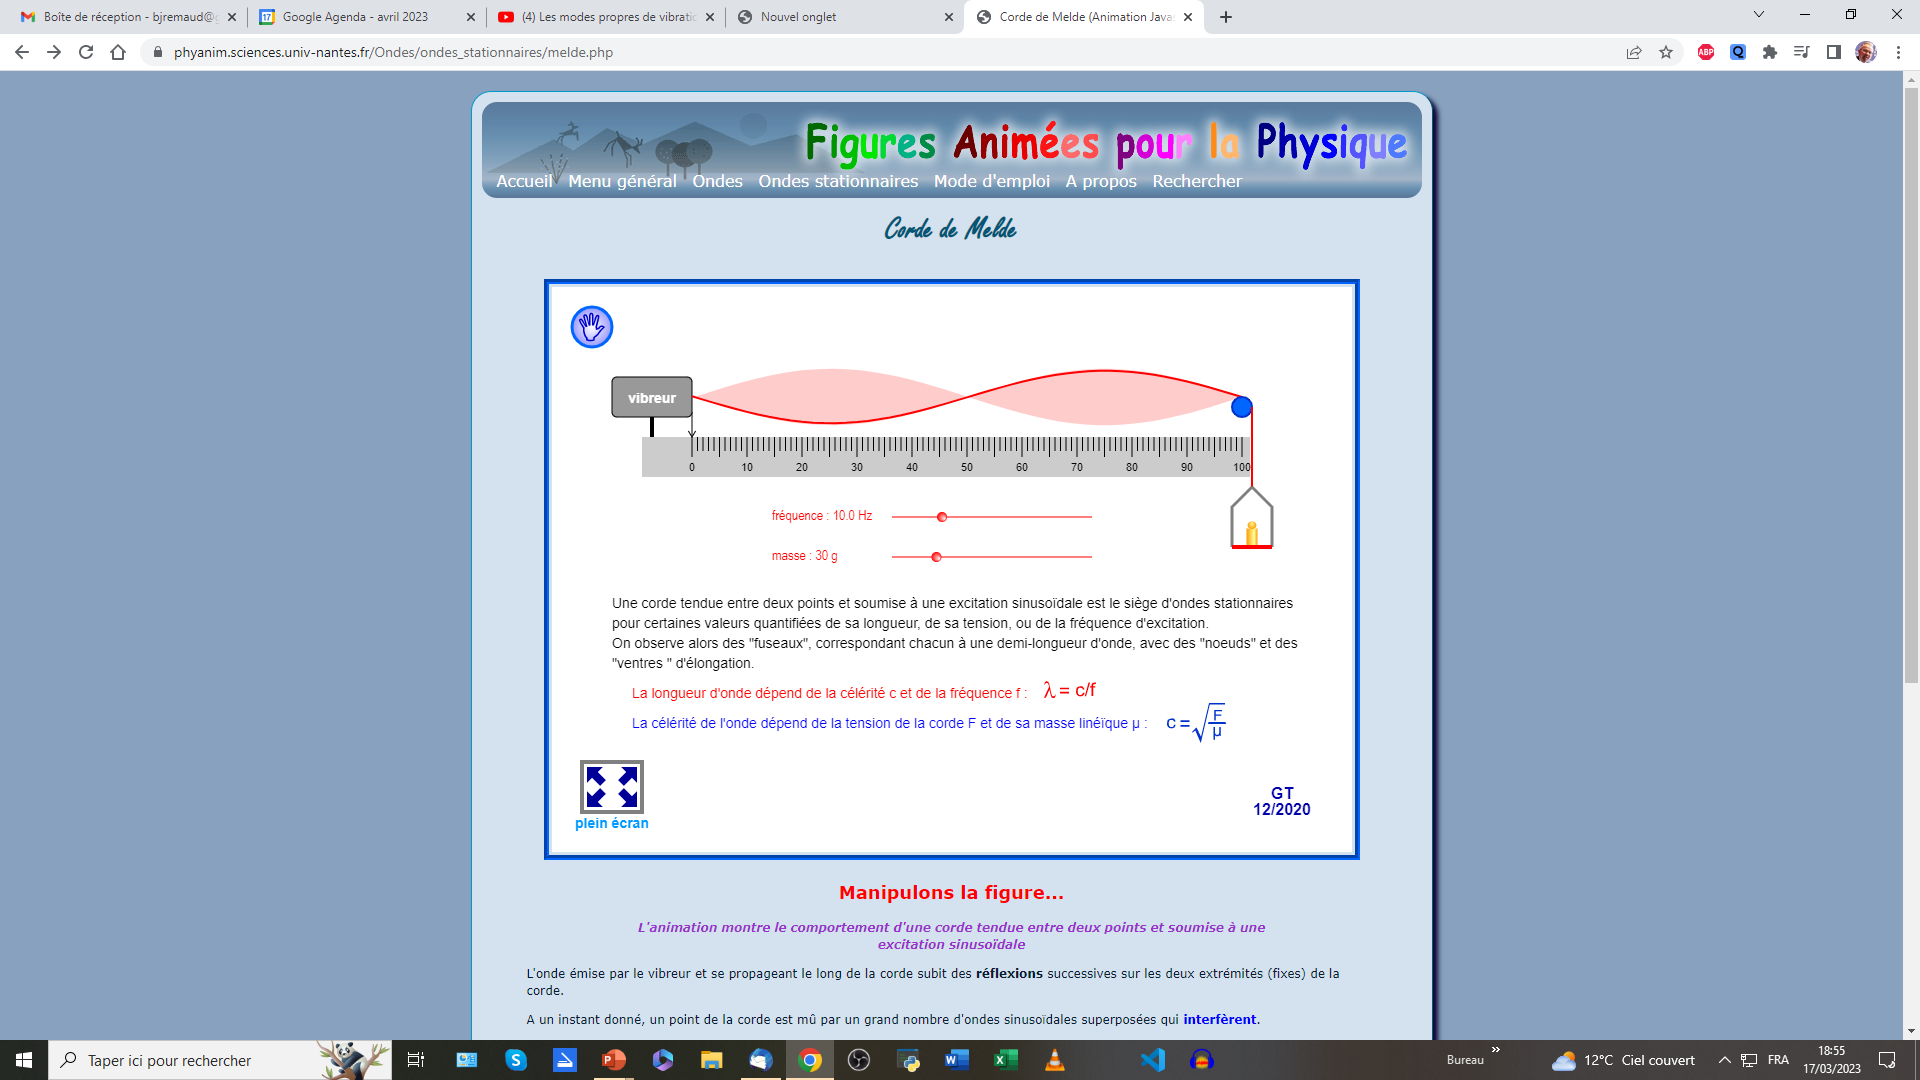 Boîte de réception - bjremaud@g
Google Agenda - avril 2023
(4) Les modes propres de vibratio
Nouvel onglet
Corde de Melde (Animation Javas
phyanim.sciences.univ-nantes.fr/Ondes/ondes_stationnaires/melde.php
ABP
Q
Figures Animées pour la Physique
Accueil Menu général Ondes Ondes stationnaires Mode d'emploi A propos Rechercher
Corde de Melde
vibreur
0 10 20 30 40 50 60 70 80 90 100
fréquence : 10.0 Hz
masse : 30 g
Une corde tendue entre deux points et soumise à une excitation sinusoïdale est le siège d'ondes stationnaires
pour certaines valeurs quantifiées de sa longueur, de sa tension, ou de la fréquence d'excitation.
On observe alors des "fuseaux", correspondant chacun à une demi-longueur d'onde, avec des "noeuds" et des
"ventres " d'élongation.
La longueur d'onde dépend de la célérité c et de la fréquence f : λ = c/f
La célérité de l'onde dépend de la tension de la corde F et de sa masse linéïque μ : c = √F/μ
plein écran
GT
12/2020
Manipulons la figure...
L'animation montre le comportement d'une corde tendue entre deux points et soumise à une
excitation sinusoïdale
L'onde émise par le vibreur et se propageant le long de la corde subit des réflexions successives sur les deux extrémités (fixes) de la
corde.
A un instant donné, un point de la corde est mû par un grand nombre d'ondes sinusoïdales superposées qui interfèrent.
Taper ici pour rechercher
Bureau
12°C Ciel couvert
FRA
18:55
17/03/2023